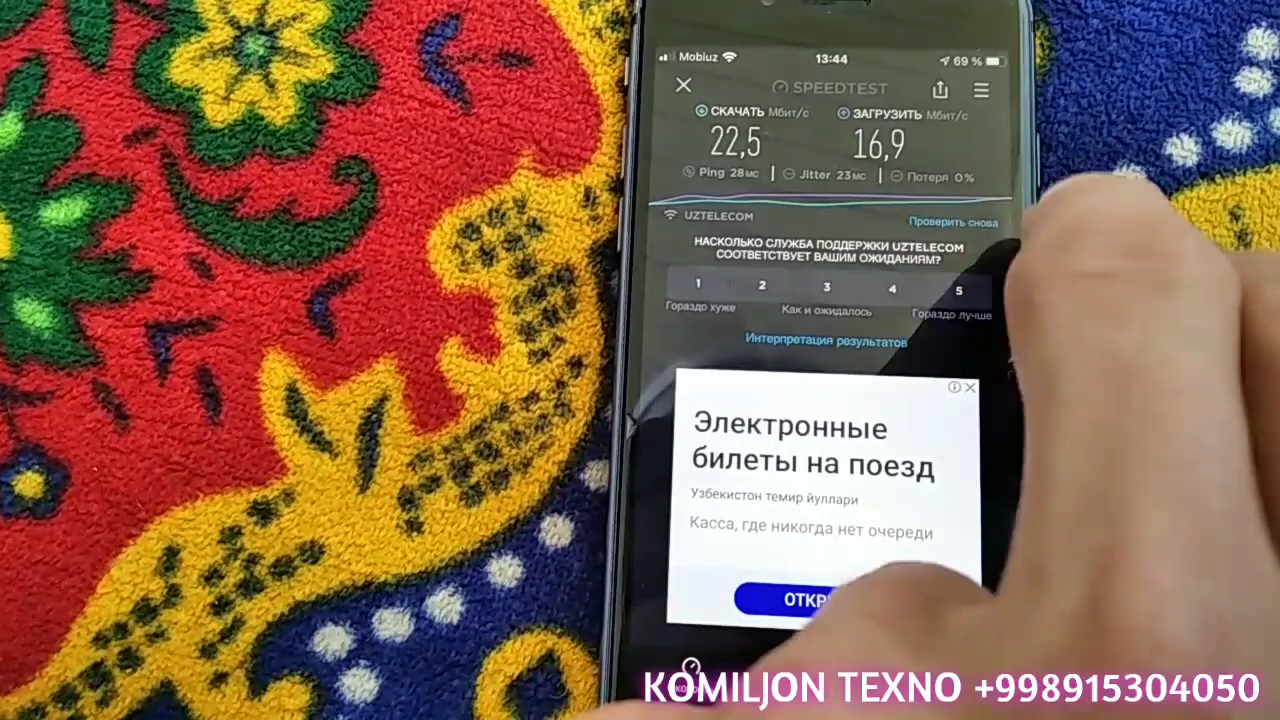 Mobiuz 13:44 69 %
SPEEDTEST
СКАЧАТЬ Мбит/с ЗАГРУЗИТЬ Мбит/с
22,5 16,9
Ping 28мс | Jitter 23мс | Потеря 0%
UZTELECOM Проверить снова
НАСКОЛЬКО СЛУЖБА ПОДДЕРЖКИ UZTELECOM
СООТВЕТСТВУЕТ ВАШИМ ОЖИДАНИЯМ?
1 2 3 4 5
Гораздо хуже Как и ожидалось Гораздо лучше
Интерпретация результатов
Электронные
билеты на поезд
Узбекистон темир йуллари
Касса, где никогда нет очереди
KOMILJON TEXNO +998915304050